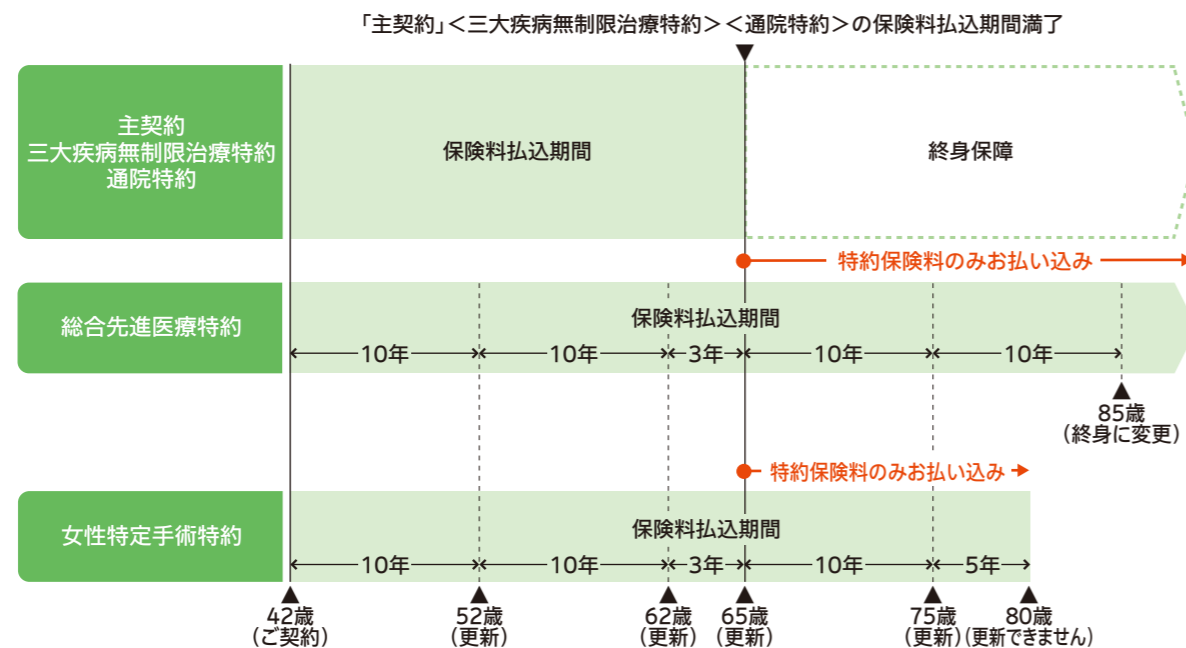 「主契約」＜三大疾病無制限治療特約＞＜通院特約＞の保険料払込期間満了
主契約
三大疾病無制限治療特約
通院特約
保険料払込期間
終身保障
特約保険料のみお払い込み
総合先進医療特約
保険料払込期間
10年
10年
3年
10年
10年
85歳
（終身に変更）
特約保険料のみお払い込み
女性特定手術特約
保険料払込期間
10年
10年
3年
10年
5年
42歳
（ご契約）
52歳
（更新）
62歳
（更新）
65歳
（更新）
75歳
（更新）
80歳
（更新できません）